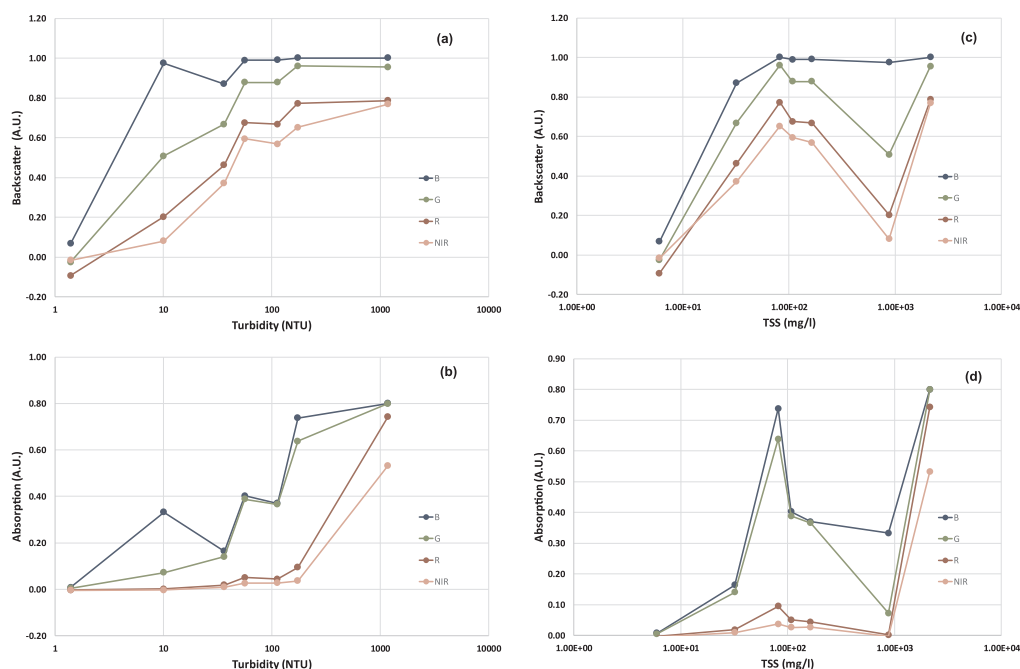 1.20
1.00
0.80
0.60
0.40
0.20
0.00
-0.20
Backscatter (A.U.)
(a)
B
G
R
NIR
1 10 100 1000 10000
Turbidity (NTU)
1.20
1.00
0.80
0.60
0.40
0.20
0.00
-0.20
Backscatter (A.U.)
(c)
B
G
R
NIR
1.00E+00 1.00E+01 1.00E+02 1.00E+03 1.00E+04
TSS (mg/l)
1.00
0.80
0.60
0.40
0.20
0.00
-0.20
Absorption (A.U.)
(b)
B
G
R
NIR
1 10 100 1000 10000
Turbidity (NTU)
0.90
0.80
0.70
0.60
0.50
0.40
0.30
0.20
0.10
0.00
Absorption (A.U.)
(d)
B
G
R
NIR
1.00E+00 1.00E+01 1.00E+02 1.00E+03 1.00E+04
TSS (mg/l)